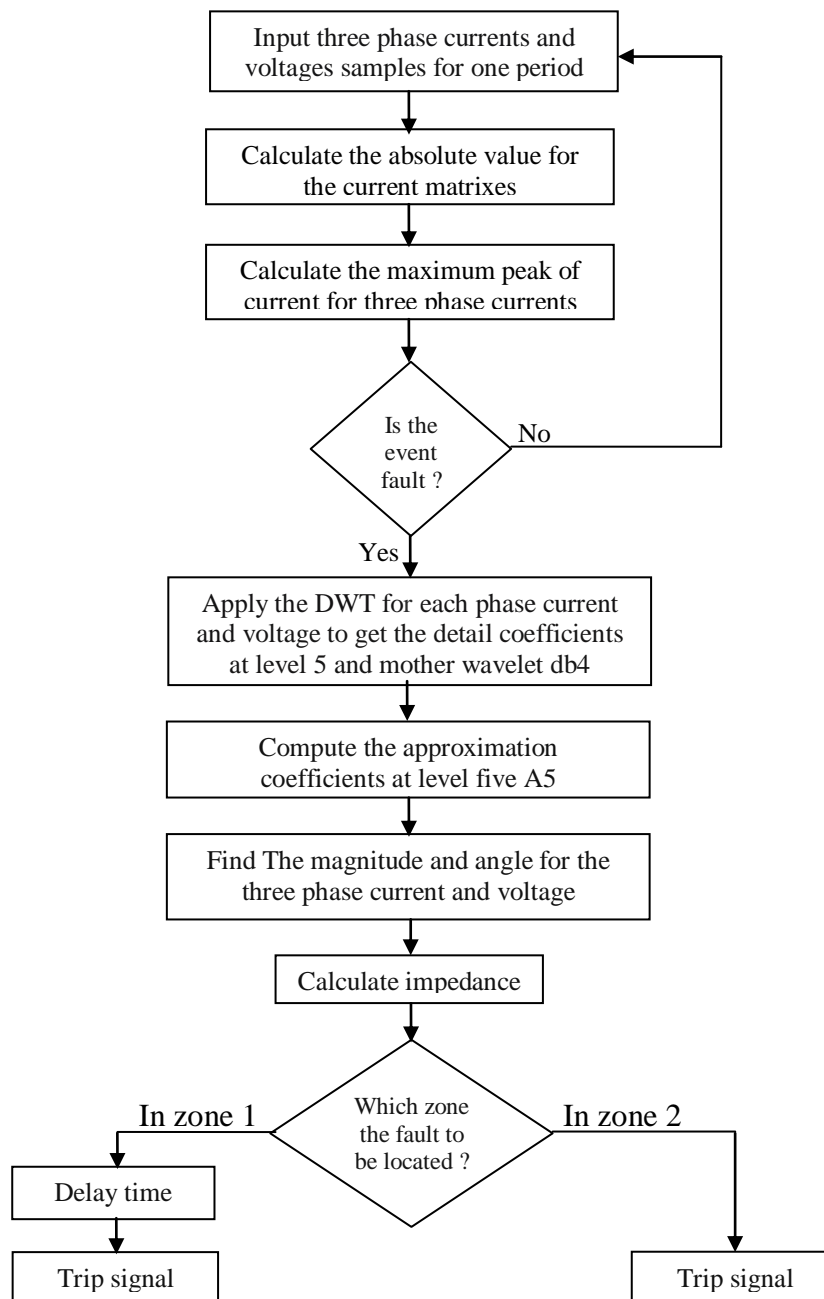 Input three phase currents and
voltages samples for one period
Calculate the absolute value for
the current matrixes
Calculate the maximum peak of
current for three phase currents
Is the
event
fault ?
No
Yes
Apply the DWT for each phase current
and voltage to get the detail coefficients
at level 5 and mother wavelet db4
Compute the approximation
coefficients at level five A5
Find The magnitude and angle for the
three phase current and voltage
Calculate impedance
Which zone
the fault to
be located ?
In zone 1
In zone 2
Delay time
Trip signal
Trip signal